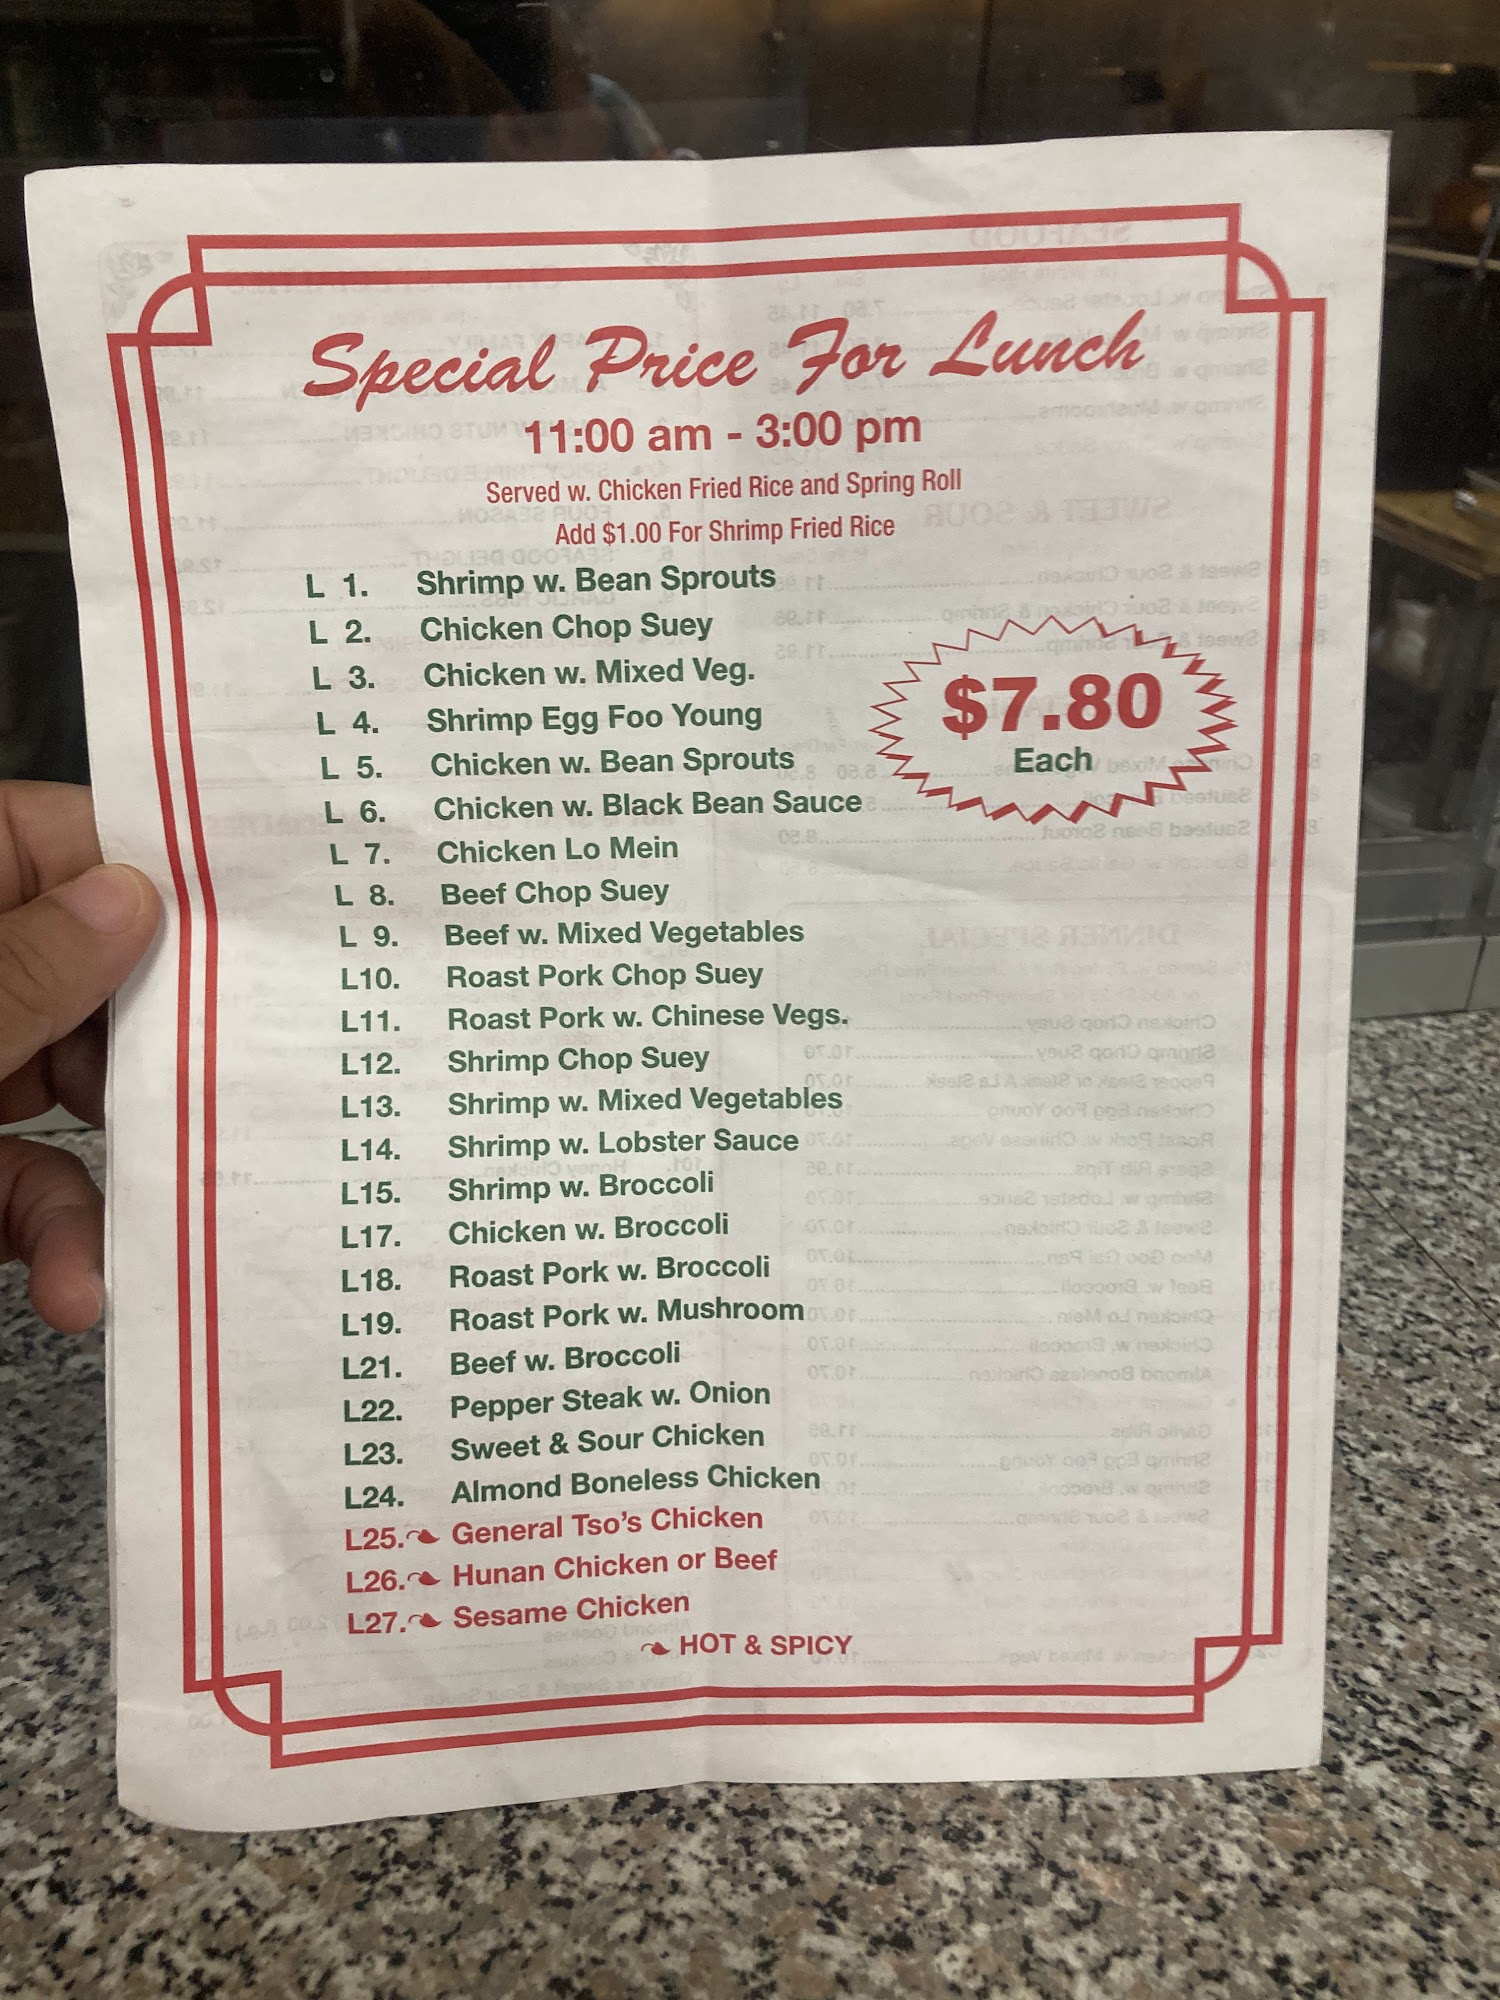 Special Price For Lunch
11:00 am - 3:00 pm
Served w. Chicken Fried Rice and Spring Roll
Add $1.00 For Shrimp Fried Rice
L 1. Shrimp w. Bean Sprouts
L 2. Chicken Chop Suey
L 3. Chicken w. Mixed Veg.
L 4. Shrimp Egg Foo Young
$7.80
Each
L 5. Chicken w. Bean Sprouts
L 6. Chicken w. Black Bean Sauce
L 7. Chicken Lo Mein
L 8. Beef Chop Suey
L 9. Beef w. Mixed Vegetables
L10. Roast Pork Chop Suey
L11. Roast Pork w. Chinese Vegs.
L12. Shrimp Chop Suey
L13. Shrimp w. Mixed Vegetables
L14. Shrimp w. Lobster Sauce
L15. Shrimp w. Broccoli
L17. Chicken w. Broccoli
L18. Roast Pork w. Broccoli
L19. Roast Pork w. Mushroom
L21. Beef w. Broccoli
L22. Pepper Steak w. Onion
L23. Sweet & Sour Chicken
L24. Almond Boneless Chicken
L25. General Tso's Chicken
L26. Hunan Chicken or Beef
L27. Sesame Chicken
HOT & SPICY